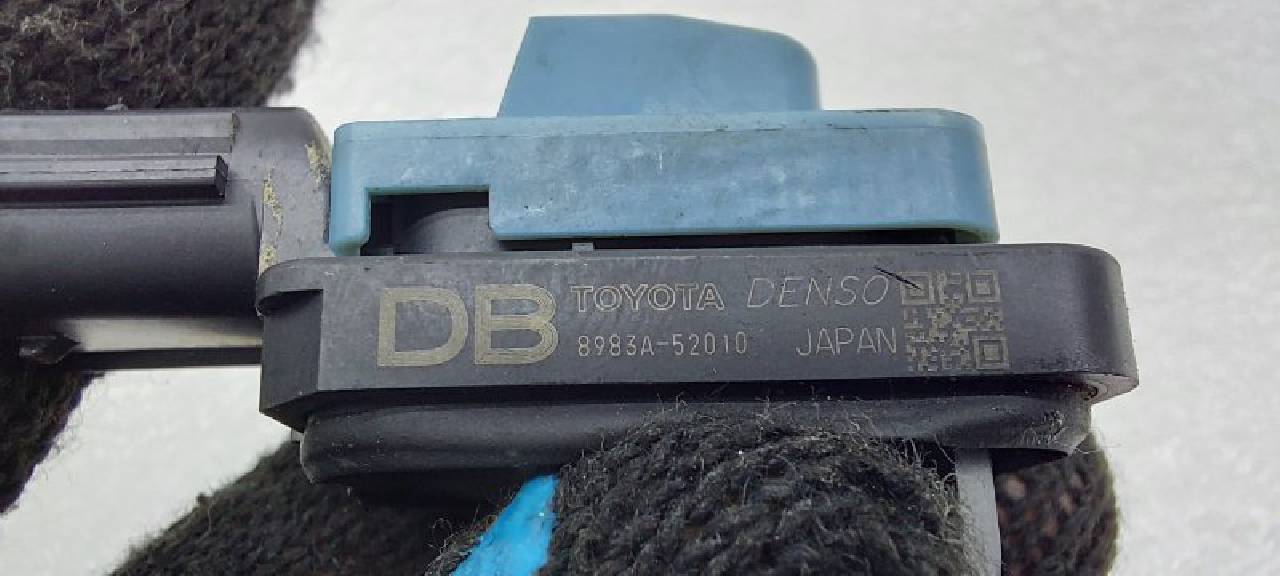 DB TOYOTA DENSO
8983A-52010 JAPAN